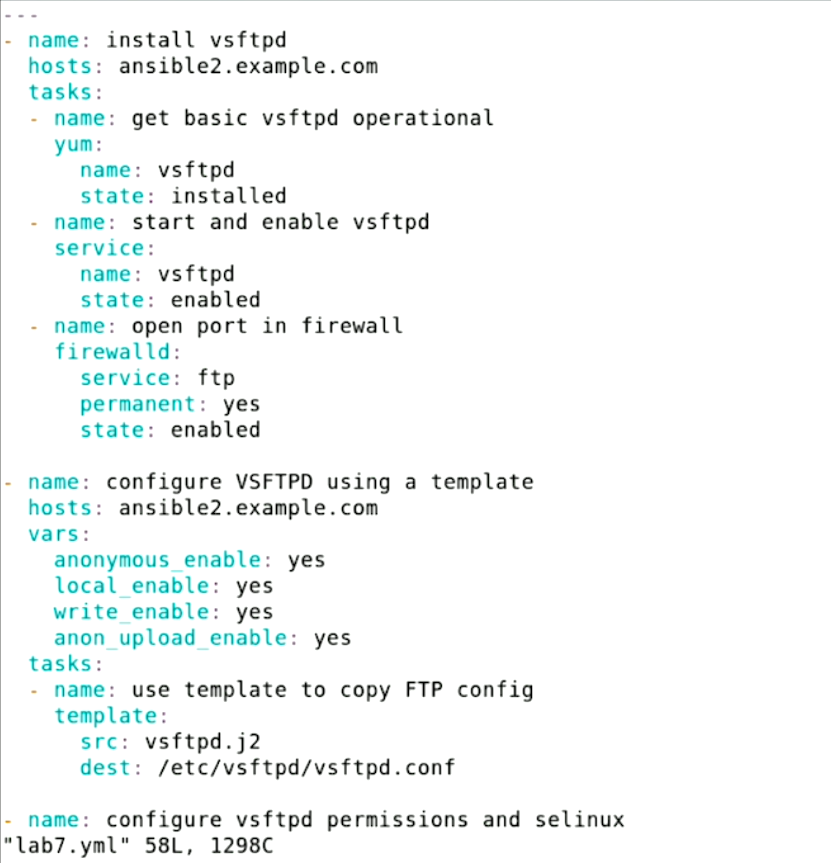 ---
- name: install vsftpd
  hosts: ansible2.example.com
  tasks:
  - name: get basic vsftpd operational
    yum:
      name: vsftpd
      state: installed
  - name: start and enable vsftpd
    service:
      name: vsftpd
      state: enabled
  - name: open port in firewall
    firewalld:
      service: ftp
      permanent: yes
      state: enabled

- name: configure VSFTPD using a template
  hosts: ansible2.example.com
  vars:
    anonymous_enable: yes
    local_enable: yes
    write_enable: yes
    anon_upload_enable: yes
  tasks:
  - name: use template to copy FTP config
    template:
      src: vsftpd.j2
      dest: /etc/vsftpd/vsftpd.conf

- name: configure vsftpd permissions and selinux
"lab7.yml" 58L, 1298C